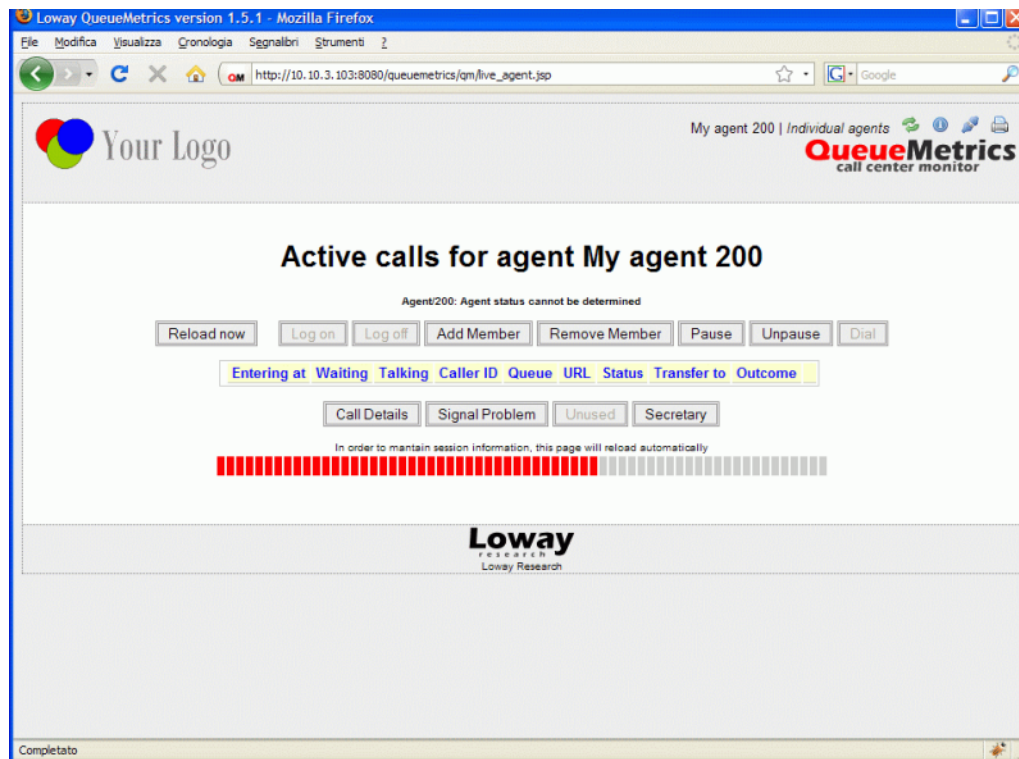 Loway QueueMetrics version 1.5.1 - Mozilla Firefox
File Modifica Visualizza Cronologia Segnalibri Strumenti ?
QM http://10.10.3.103:8080/queuemetrics/qm/live_agent.jsp G Google
Your Logo
My agent 200 | Individual agents
QueueMetrics
call center monitor
Active calls for agent My agent 200
Agent/200: Agent status cannot be determined
Reload now Log on Log off Add Member Remove Member Pause Unpause Dial
Entering at Waiting Talking Caller ID Queue URL Status Transfer to Outcome
Call Details Signal Problem Unused Secretary
In order to mantain session information, this page will reload automatically
Loway
research
Loway Research
Completato